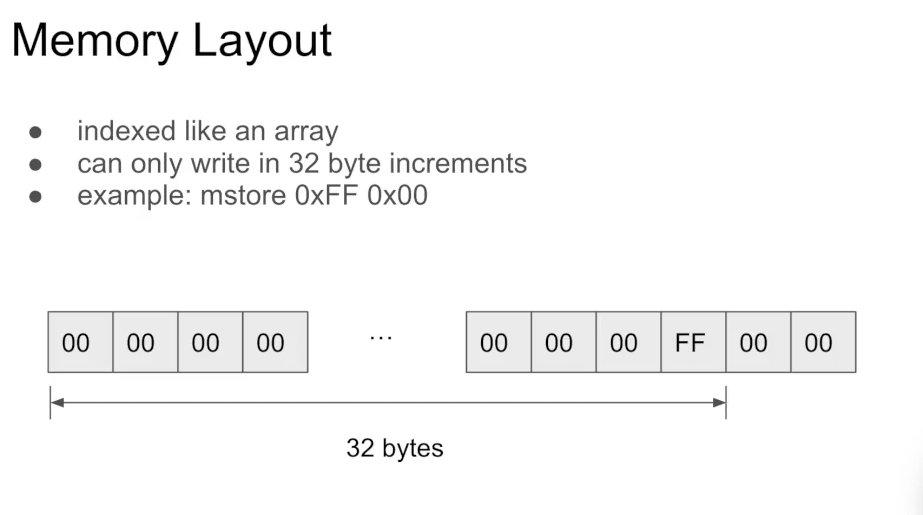 Memory Layout
● indexed like an array
● can only write in 32 byte increments
● example: mstore 0xFF 0x00
00 00 00 00 ... 00 00 00 FF 00 00
32 bytes